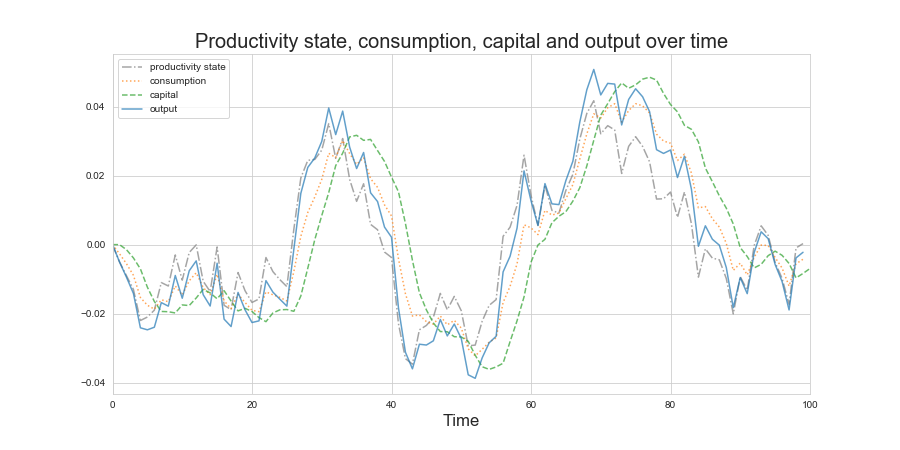 Productivity state, consumption, capital and output over time
productivity state
consumption
capital
output
0.04
0.02
0.00
−0.02
−0.04
0 20 40 60 80 100
Time